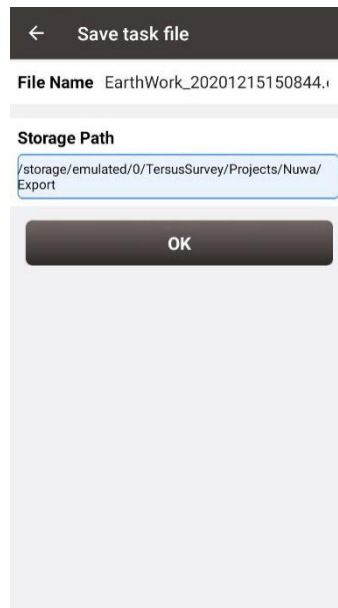 Save task file
File Name EarthWork_20201215150844.
Storage Path
/storage/emulated/0/TersusSurvey/Projects/Nuwa/
Export
OK